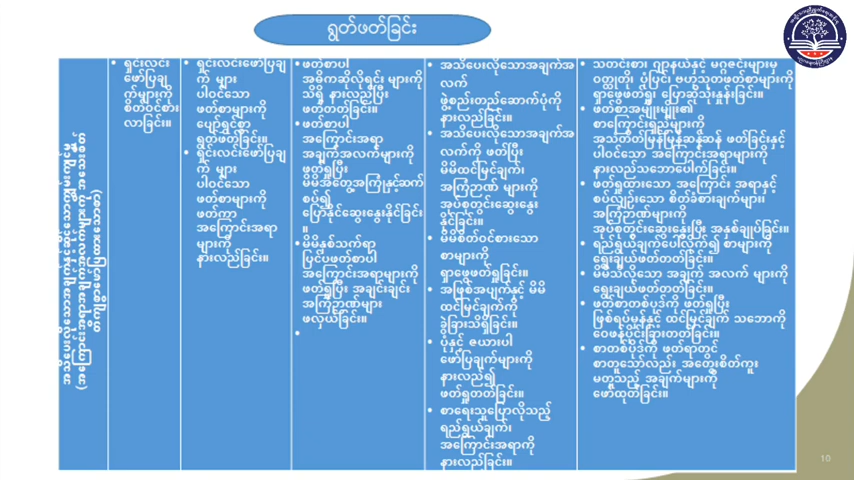 ရွတ်ဖတ်ခြင်း
• ရှင်းလင်း
ဖော်ပြချ
က်များကို
စိတ်ဝင်စား
လာခြင်း။
• ရှင်းလင်းဖော်ပြချ
က် များ
ပါဝင်သော
ဖတ်စာများကို
ပျော်ရွှင်စွာ
ရွတ်ဖတ်ခြင်း။
• ရှင်းလင်းဖော်ပြချ
က် များ
ပါဝင်သော
ဖတ်စာများကို
ဖတ်ကာ
အကြောင်းအရာ
များကို
နားလည်ခြင်း။
• ဖတ်စာပါ
အဓိကဆိုလိုရင်း များကို
သိရှိ နားလည်ပြီး
ဖတ်တတ်ခြင်း။
• ဖတ်စာပါ
အကြောင်းအရာ
အချက်အလက်များကို
ဖတ်ရှုပြီး
မိမိအတွေ့အကြုံနှင့်ဆက်
စပ်၍
ပြောနိုင်ဆွေးနွေးနိုင်ခြင်း
။
• မိမိနှစ်သက်ရာ
ပြင်ပဖတ်စာပါ
အကြောင်းအရာများကို
ဖတ်ရှုပြီး အချင်းချင်း
အကြံဉာဏ်များ
ဖလှယ်ခြင်း။
•
• အသိပေးလိုသောအချက်အ
လက်
ဖွဲ့စည်းတည်ဆောက်ပုံကို
နားလည်ခြင်း။
• အသိပေးလိုသောအချက်အ
လက်ကို ဖတ်ပြီး
မိမိထင်မြင်ချက်၊
အကြံဉာဏ် များကို
အုပ်စုတွင်းဆွေးနွေး
နိုင်ခြင်း။
• မိမိစိတ်ဝင်စားသော
စာများကို
ရှာဖွေဖတ်ရှုခြင်း။
• အဖြစ်အပျက်နှင့် မိမိ
ထင်မြင်ချက်ကို
ခွဲခြားသိရှိခြင်း။
• ပုံနှင့် ဇယားပါ
ဖော်ပြချက်များကို
နားလည်၍
ဖတ်ရှုတတ်ခြင်း။
• စာရေးသူပြောလိုသည့်
ရည်ရွယ်ချက်၊
အကြောင်းအရာကို
နားလည်ခြင်း။
• သတင်းစား ဂျာနယ်နှင့် မဂ္ဂဇင်းများမှ
ဝတ္ထုတို၊ ပုံပြင်၊ ဗဟုသုတဖတ်စာများကို
ရှာဖွေဖတ်ရှု၊ ပြောဆိုသုံးနှုန်းခြင်း။
• ဖတ်စာအမျိုးမျိုး၏
စာကြောင်းရှည်များကို
အသံတိတ်မြန်မြန်ဆန်ဆန် ဖတ်ခြင်းနှင့်
ပါဝင်သော အကြောင်းအရာများကို
နားလည်သဘောပေါက်ခြင်း။
• ဖတ်ရှုထားသော အကြောင်း အရာနှင့်
စပ်လျှဉ်းသော စိတ်ခံစားချက်များ၊
အကြံဉာဏ်များကို
အုပ်စုတွင်းဆွေးနွေးပြီး အနှစ်ချုပ်ခြင်း။
• ရည်ရွယ်ချက်ပေါ်လိုက်၍ စာများကို
ရွေးချယ်ဖတ်တတ်ခြင်း။
• မိမိသိလိုသော အချက် အလက် များကို
ရွေးချယ်ဖတ်တတ်ခြင်း။
• ဖတ်စာတစ်ပုဒ်ကို ဖတ်ရှုပြီး
ဖြစ်ရပ်မှန်နှင့် ထင်မြင်ချက် သဘောကို
ဝေဖန်ပိုင်းခြားတတ်ခြင်း။
• စာတစ်ပိုဒ်ကို ဖတ်ရာတွင်
စာတူသော်လည်း အတွေးစိတ်ကူး
မတူသည့် အချက်များကို
ဖော်ထုတ်ခြင်း။
10